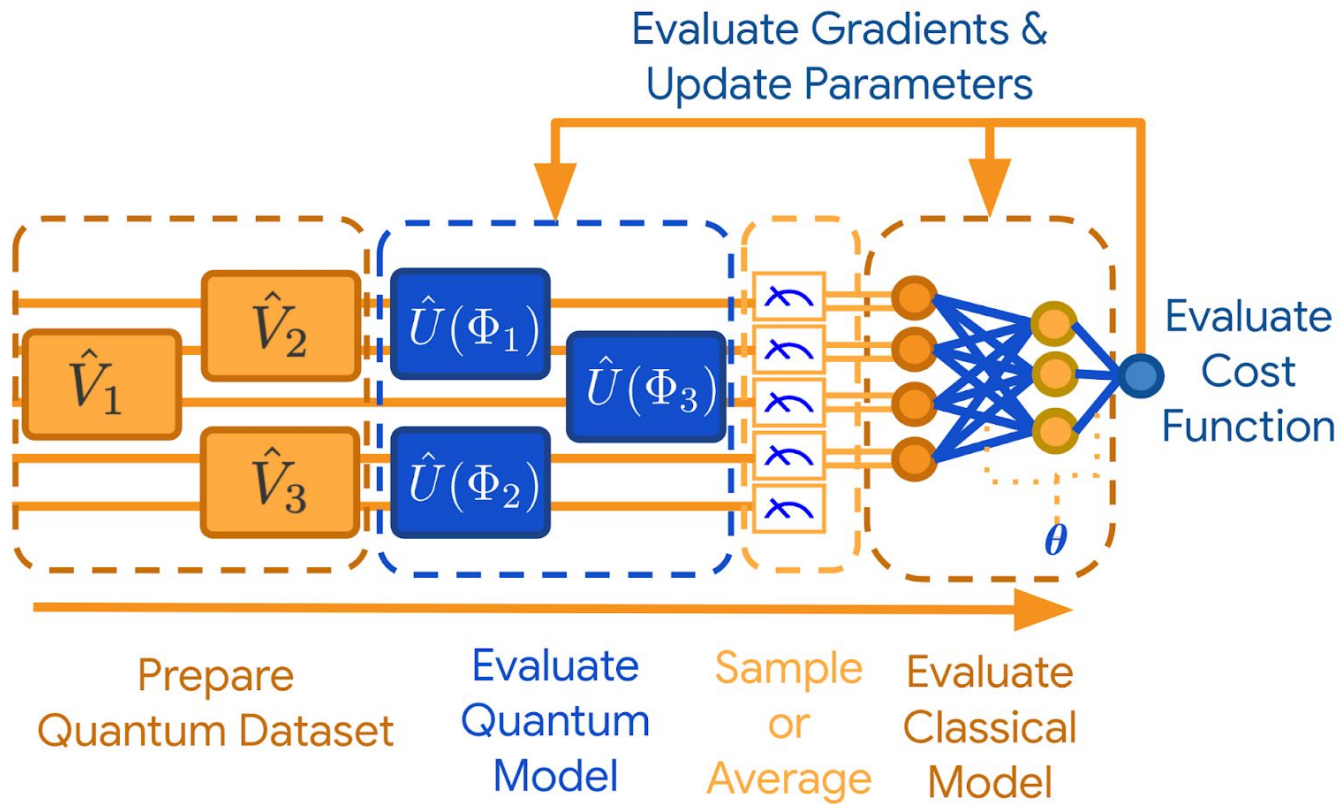 Evaluate Gradients &
Update Parameters
V̂₁
V̂₂
V̂₃
Û(Φ₁)
Û(Φ₂)
Û(Φ₃)
θ
Evaluate
Cost
Function
Prepare
Quantum Dataset
Evaluate
Quantum
Model
Sample
or
Average
Evaluate
Classical
Model